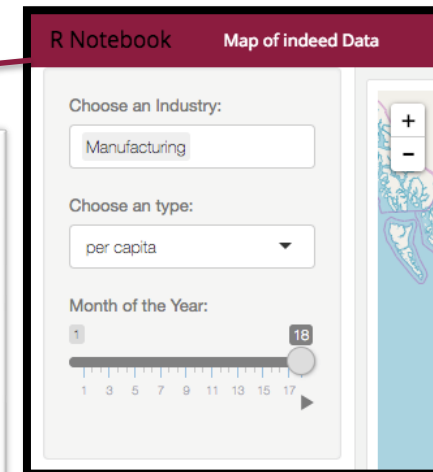 R Notebook Map of indeed Data
Choose an Industry:
Manufacturing
Choose an type:
per capita
Month of the Year:
1 18
1 3 5 7 9 11 13 15 17
+
-